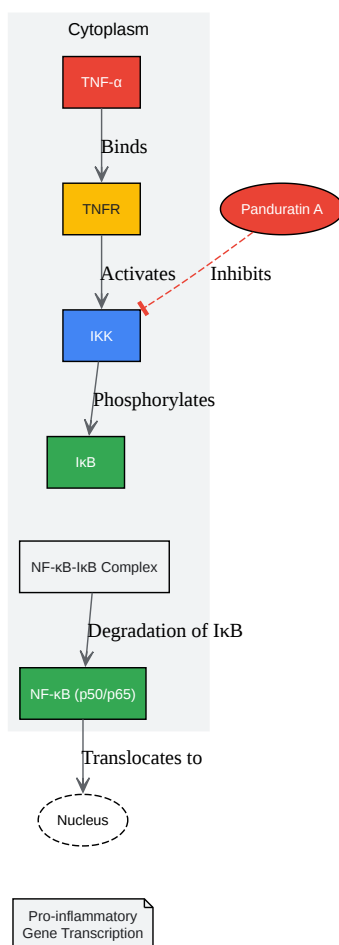 Cytoplasm
TNF-α
Binds
TNFR
Panduratin A
Activates
Inhibits
IKK
Phosphorylates
IκB
NF-κB-IκB Complex
Degradation of IκB
NF-κB (p50/p65)
Translocates to
Nucleus
Pro-inflammatory
Gene Transcription